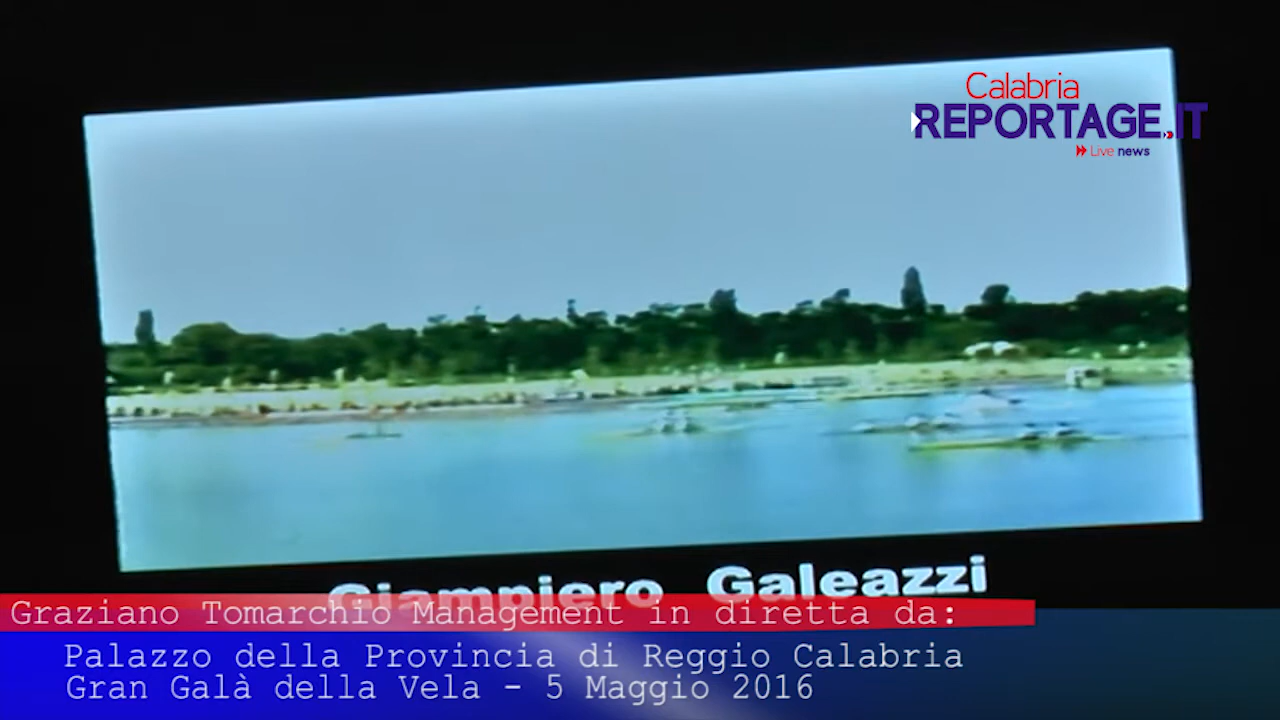 Calabria
REPORTAGE.IT
Live news
Giampiero Galeazzi
Graziano Tomarchio Management in diretta da:
Palazzo della Provincia di Reggio Calabria
Gran Galà della Vela - 5 Maggio 2016